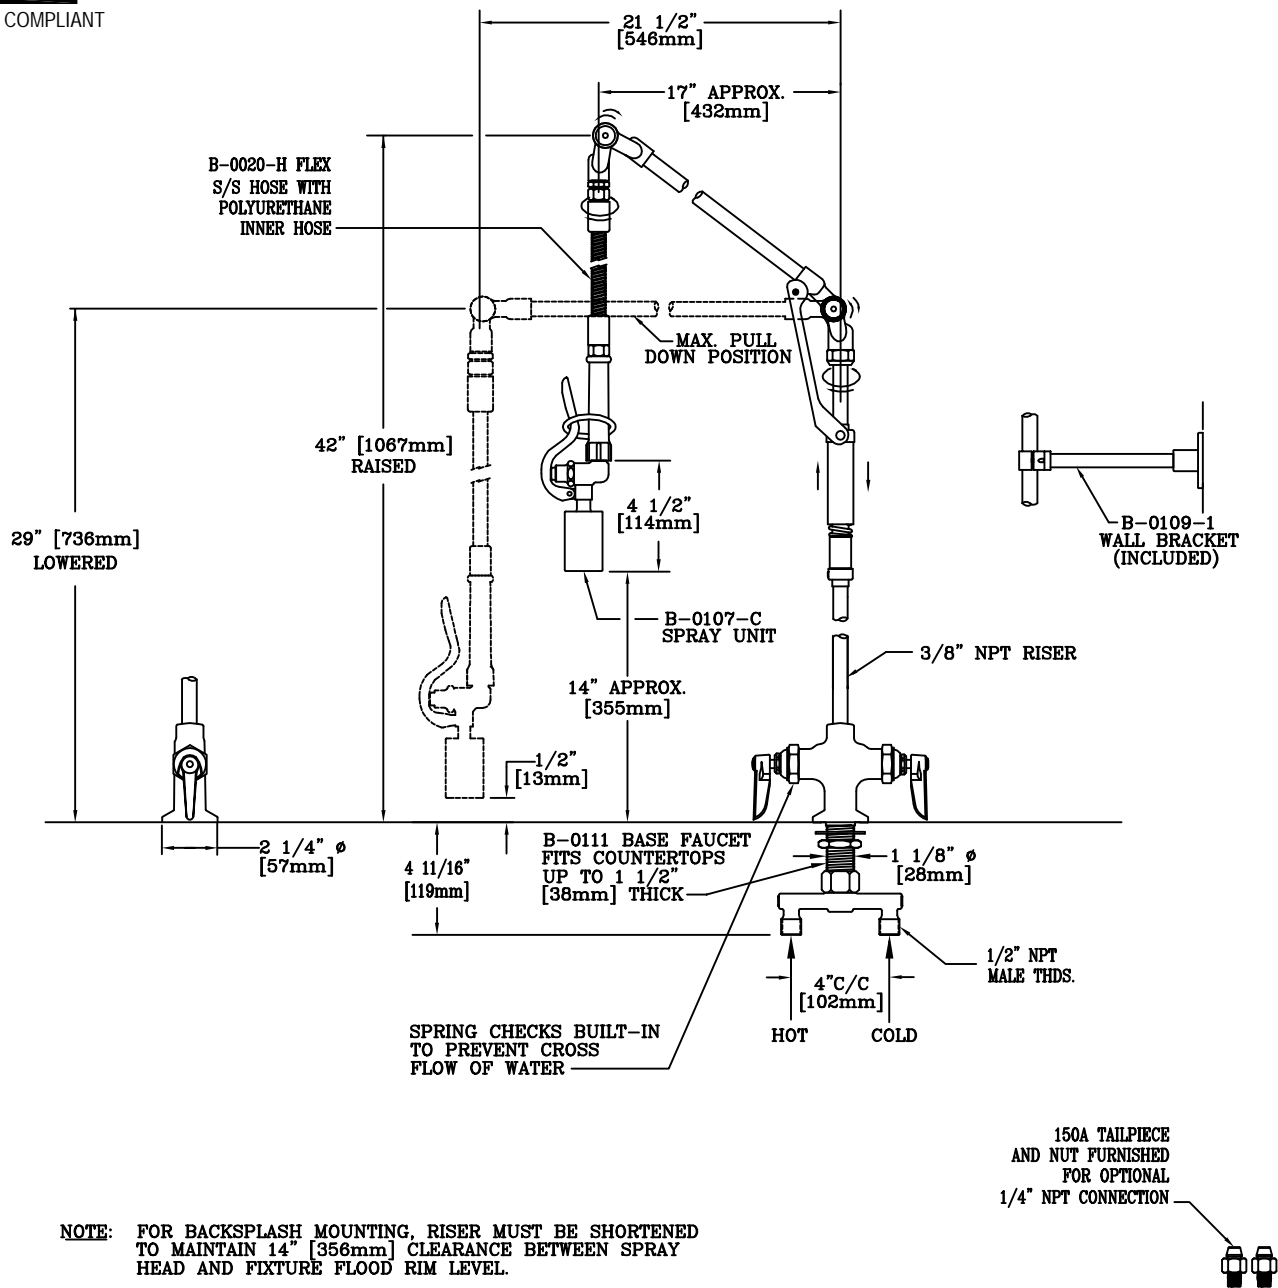 COMPLIANT
21 1/2"
[546mm]
17" APPROX.
[432mm]
B-0020-H FLEX
S/S HOSE WITH
POLYURETHANE
INNER HOSE
MAX. PULL
DOWN POSITION
42" [1067mm]
RAISED
4 1/2"
[114mm]
29" [736mm]
LOWERED
B-0109-1
WALL BRACKET
(INCLUDED)
B-0107-C
SPRAY UNIT
3/8" NPT RISER
14" APPROX.
[355mm]
1/2"
[13mm]
2 1/4" ø
[57mm]
4 11/16"
[119mm]
B-0111 BASE FAUCET
FITS COUNTERTOPS
UP TO 1 1/2"
[38mm] THICK
1 1/8" ø
[28mm]
1/2" NPT
MALE THDS.
4"C/C
[102mm]
HOT
COLD
SPRING CHECKS BUILT-IN
TO PREVENT CROSS
FLOW OF WATER
150A TAILPIECE
AND NUT FURNISHED
FOR OPTIONAL
1/4" NPT CONNECTION
NOTE: FOR BACKSPLASH MOUNTING, RISER MUST BE SHORTENED
TO MAINTAIN 14" [356mm] CLEARANCE BETWEEN SPRAY
HEAD AND FIXTURE FLOOD RIM LEVEL.